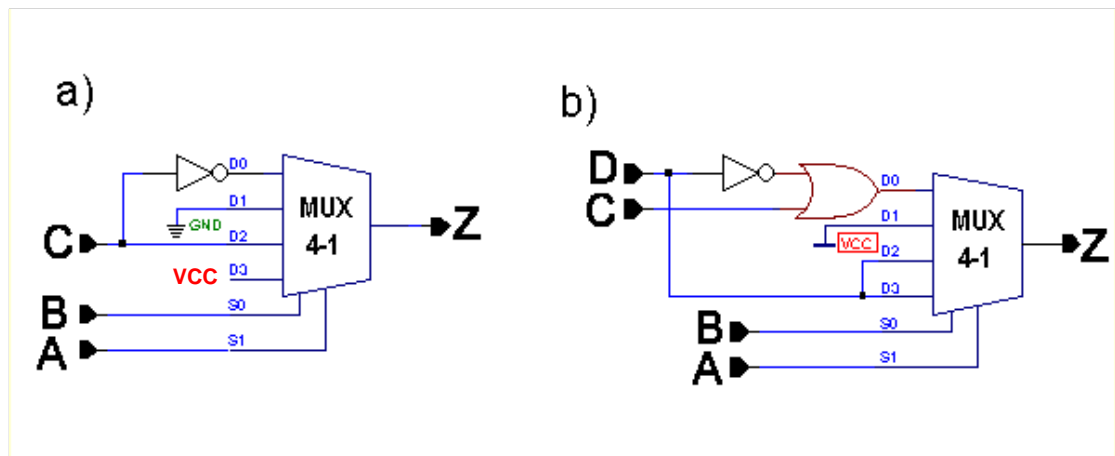 a)
D0
D1
MUX
4-1
GND
C
D2
Z
VCC
D3
B
S0
A
S1
b)
D
C
D0
D1
MUX
4-1
VCC
D2
Z
D3
B
S0
A
S1